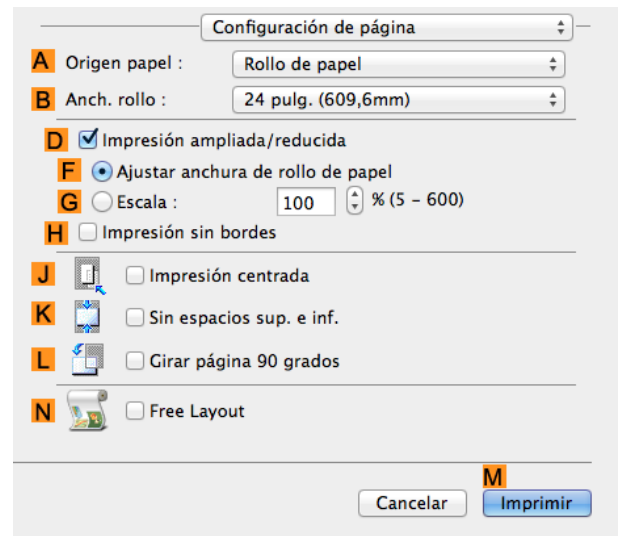 Configuración de página
A Origen papel : Rollo de papel
B Anch. rollo : 24 pulg. (609,6mm)
D Impresión ampliada/reducida
F Ajustar anchura de rollo de papel
G Escala : 100 % (5 – 600)
H Impresión sin bordes
J Impresión centrada
K Sin espacios sup. e inf.
L Girar página 90 grados
N Free Layout
M
Cancelar Imprimir